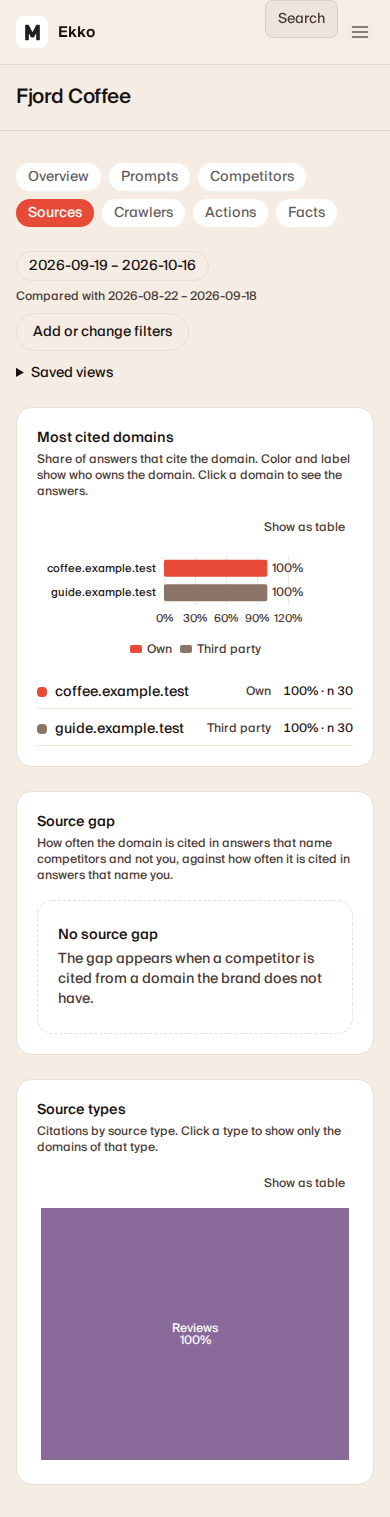 Ekko
Search
Fjord Coffee
Overview Prompts Competitors
Sources Crawlers Actions Facts
2026-09-19 – 2026-10-16
Compared with 2026-08-22 – 2026-09-18
Add or change filters
Saved views
Most cited domains
Share of answers that cite the domain. Color and label
show who owns the domain. Click a domain to see the
answers.
Show as table
coffee.example.test 100%
guide.example.test 100%
0% 30% 60% 90% 120%
Own Third party
coffee.example.test Own 100% · n 30
guide.example.test Third party 100% · n 30
Source gap
How often the domain is cited in answers that name
competitors and not you, against how often it is cited in
answers that name you.
No source gap
The gap appears when a competitor is
cited from a domain the brand does not
have.
Source types
Citations by source type. Click a type to show only the
domains of that type.
Show as table
Reviews
100%